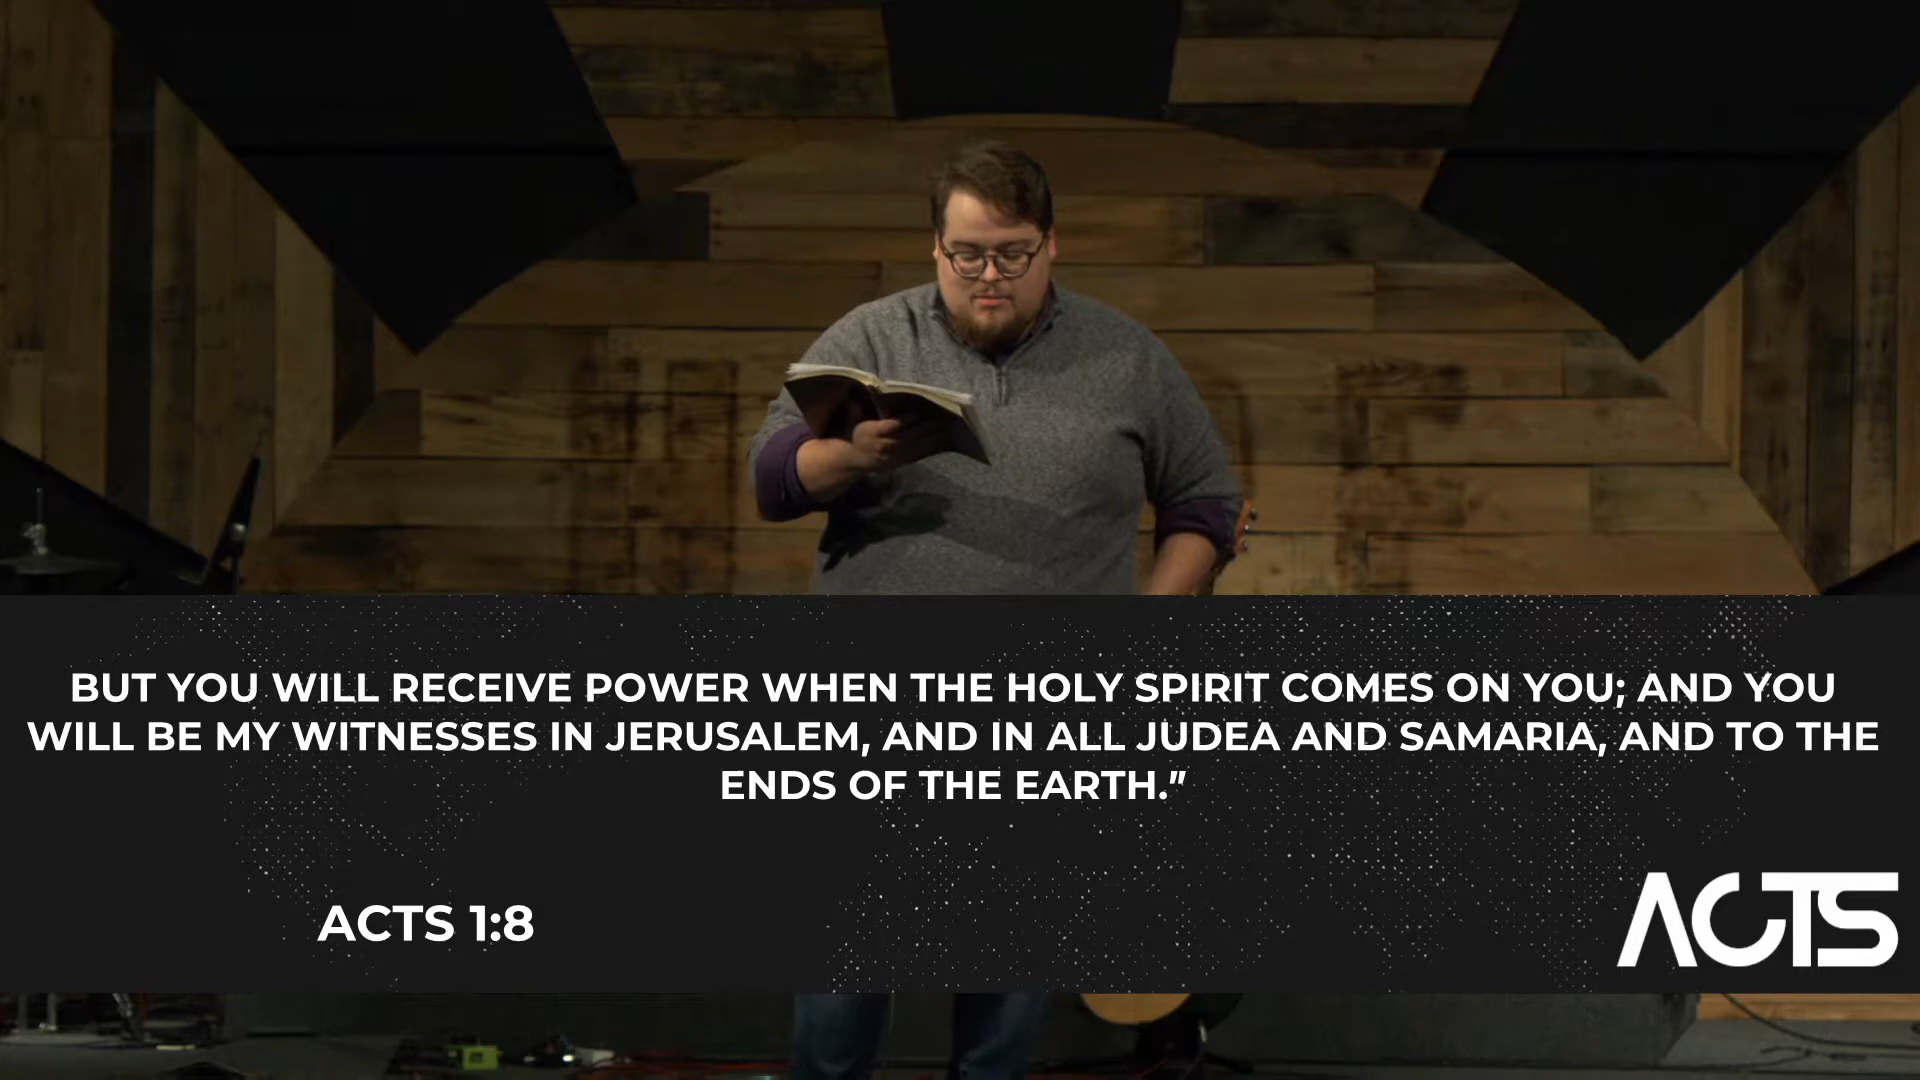 BUT YOU WILL RECEIVE POWER WHEN THE HOLY SPIRIT COMES ON YOU; AND YOU
WILL BE MY WITNESSES IN JERUSALEM, AND IN ALL JUDEA AND SAMARIA, AND TO THE
ENDS OF THE EARTH.”
ACTS 1:8
ACTS